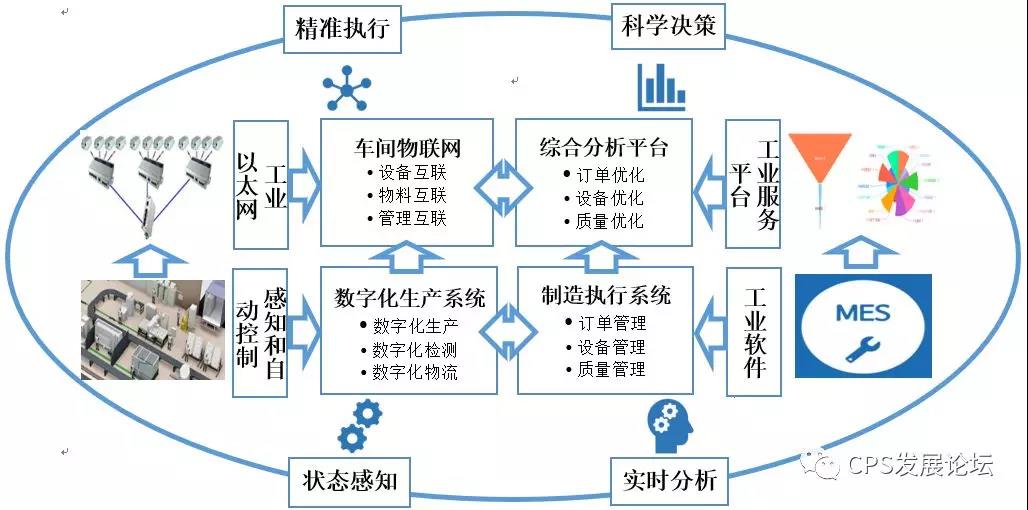 精准执行
科学决策
工业
以太网
车间物联网
• 设备互联
• 物料互联
• 管理互联
综合分析平台
• 订单优化
• 设备优化
• 质量优化
工业服务
平台
感知和自
动控制
数字化生产系统
• 数字化生产
• 数字化检测
• 数字化物流
制造执行系统
• 订单管理
• 设备管理
• 质量管理
工业软件
MES
状态感知
实时分析
CPS发展论坛